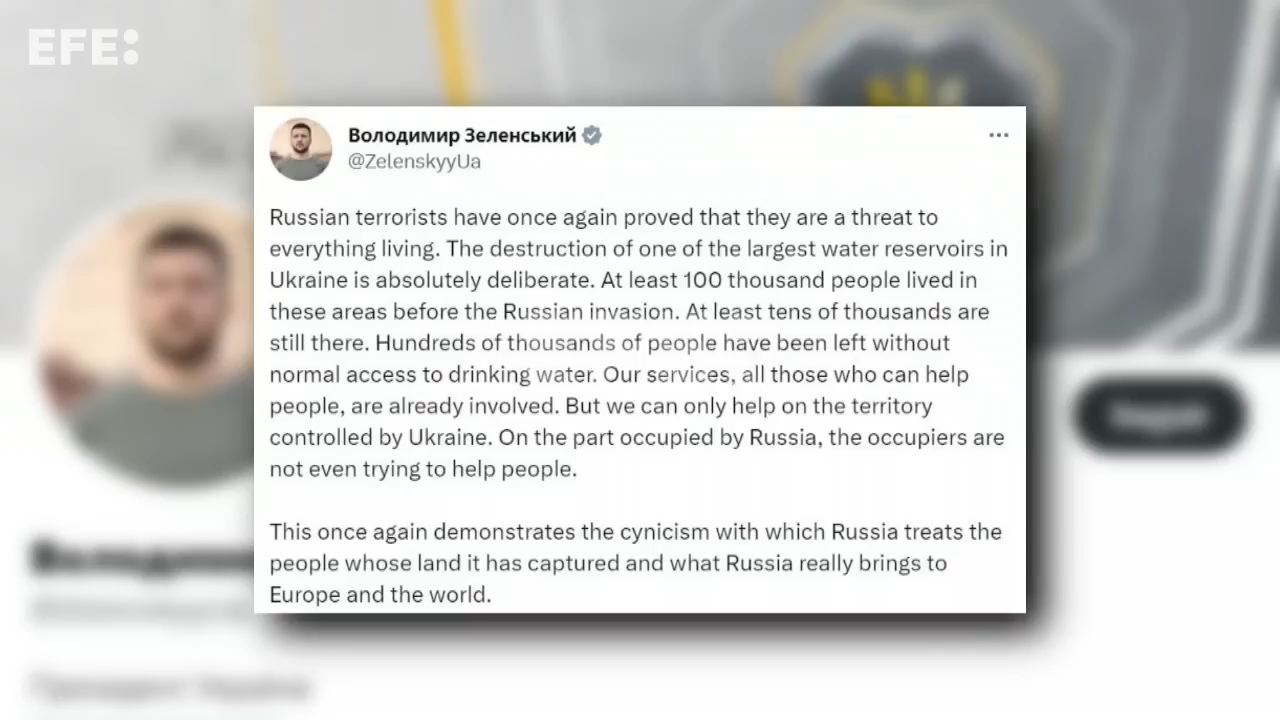 EFE:
Володимир Зеленський
@ZelenskyyUa
Russian terrorists have once again proved that they are a threat to
everything living. The destruction of one of the largest water reservoirs in
Ukraine is absolutely deliberate. At least 100 thousand people lived in
these areas before the Russian invasion. At least tens of thousands are
still there. Hundreds of thousands of people have been left without
normal access to drinking water. Our services, all those who can help
people, are already involved. But we can only help on the territory
controlled by Ukraine. On the part occupied by Russia, the occupiers are
not even trying to help people.
This once again demonstrates the cynicism with which Russia treats the
people whose land it has captured and what Russia really brings to
Europe and the world.